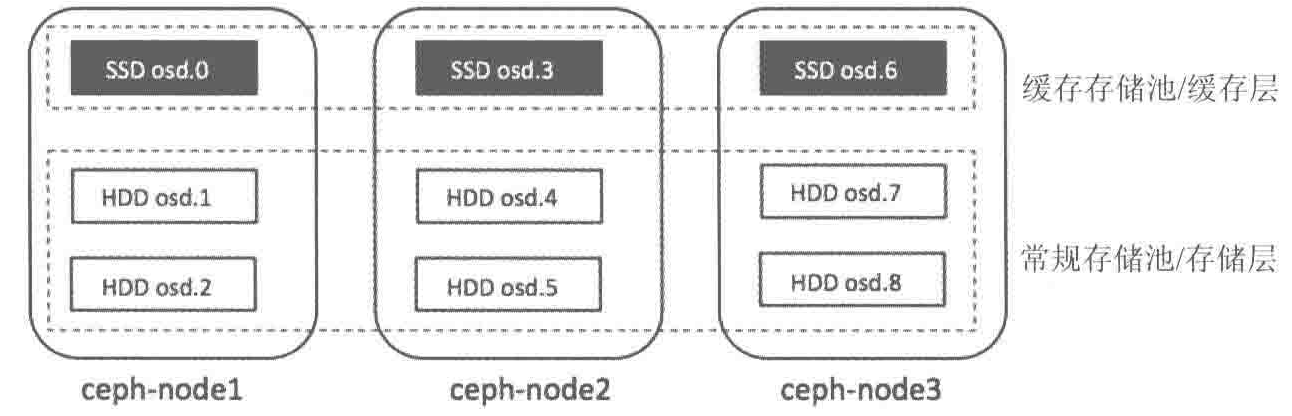 SSD osd.0 SSD osd.3 SSD osd.6
缓存存储池/缓存层
HDD osd.1 HDD osd.4 HDD osd.7
常规存储池/存储层
HDD osd.2 HDD osd.5 HDD osd.8
ceph-node1 ceph-node2 ceph-node3